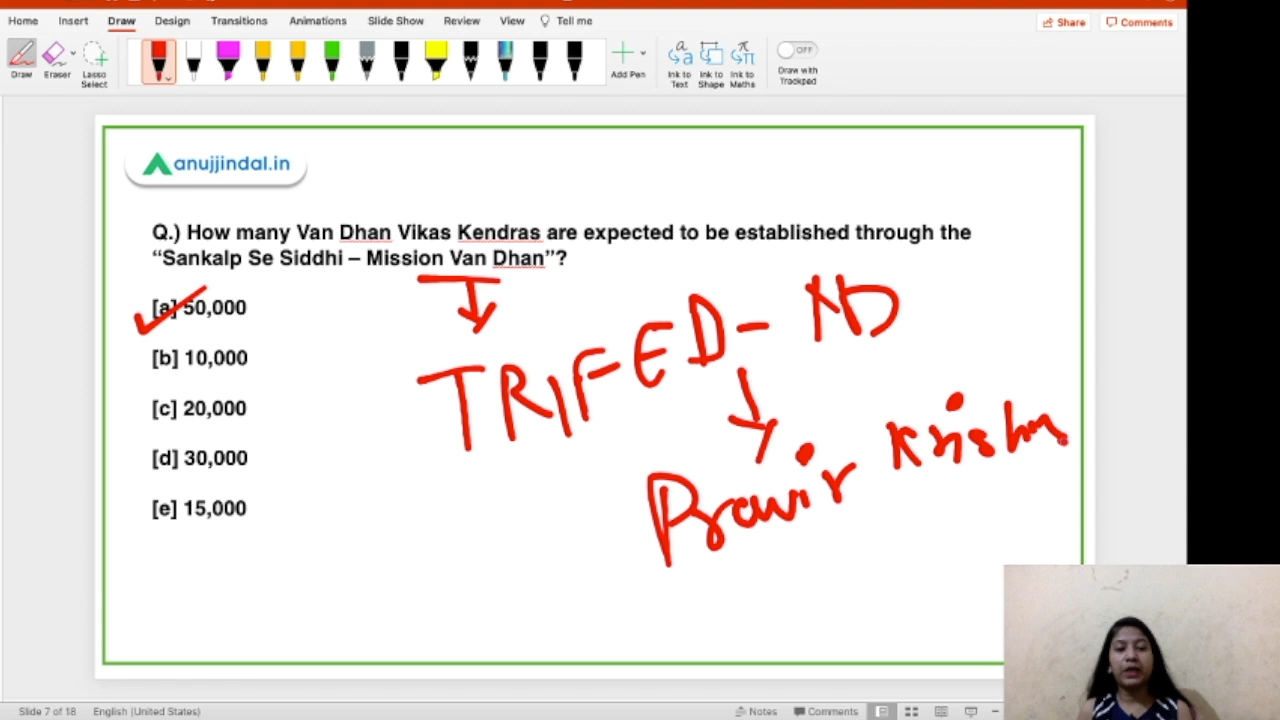 Home Insert Draw Design Transitions Animations Slide Show Review View Tell me
Share Comments
Draw Eraser Lasso Select Add Pen Ink to Text Ink to Shape Ink to Maths OFF Draw with Trackpad
anujjindal.in
Q.) How many Van Dhan Vikas Kendras are expected to be established through the
“Sankalp Se Siddhi – Mission Van Dhan”?
[a] 50,000
[b] 10,000
[c] 20,000
[d] 30,000
[e] 15,000
TRIFED- MD
Pravir Krishna
Slide 7 of 18 English (United States) Notes Comments